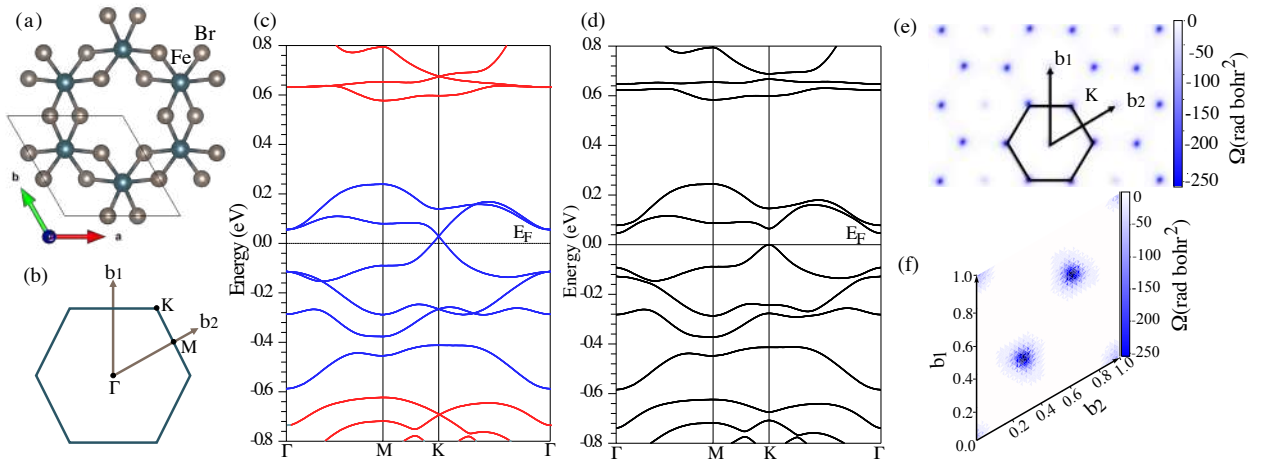 (a)
Br
Fe
b
c
a
(b)
b1
K
b2
M
Γ
(c)
Energy (eV)
0.8
0.6
0.4
0.2
0.0
-0.2
-0.4
-0.6
-0.8
E_F
Γ M K Γ
(d)
Energy (eV)
0.8
0.6
0.4
0.2
0.0
-0.2
-0.4
-0.6
-0.8
E_F
Γ M K Γ
(e)
b1
K
b2
0
-50
-100
-150
-200
-250
Ω(rad bohr²)
(f)
b1
1.0
0.8
0.6
0.4
0.2
0.0
0.2 0.4 0.6 0.8 1.0
b2
0
-50
-100
-150
-200
-250
Ω(rad bohr²)